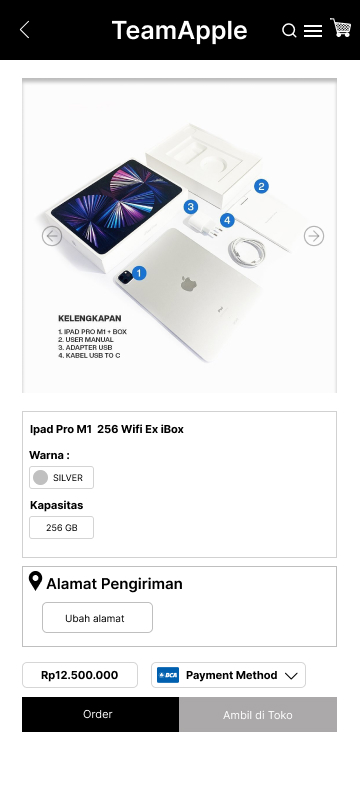 TeamApple
2
3
4
1
KELENGKAPAN
1. IPAD PRO M1 + BOX
2. USER MANUAL
3. ADAPTER USB
4. KABEL USB TO C
Ipad Pro M1 256 Wifi Ex iBox
Warna :
SILVER
Kapasitas
256 GB
Alamat Pengiriman
Ubah alamat
Rp12.500.000
BCA Payment Method
Order
Ambil di Toko